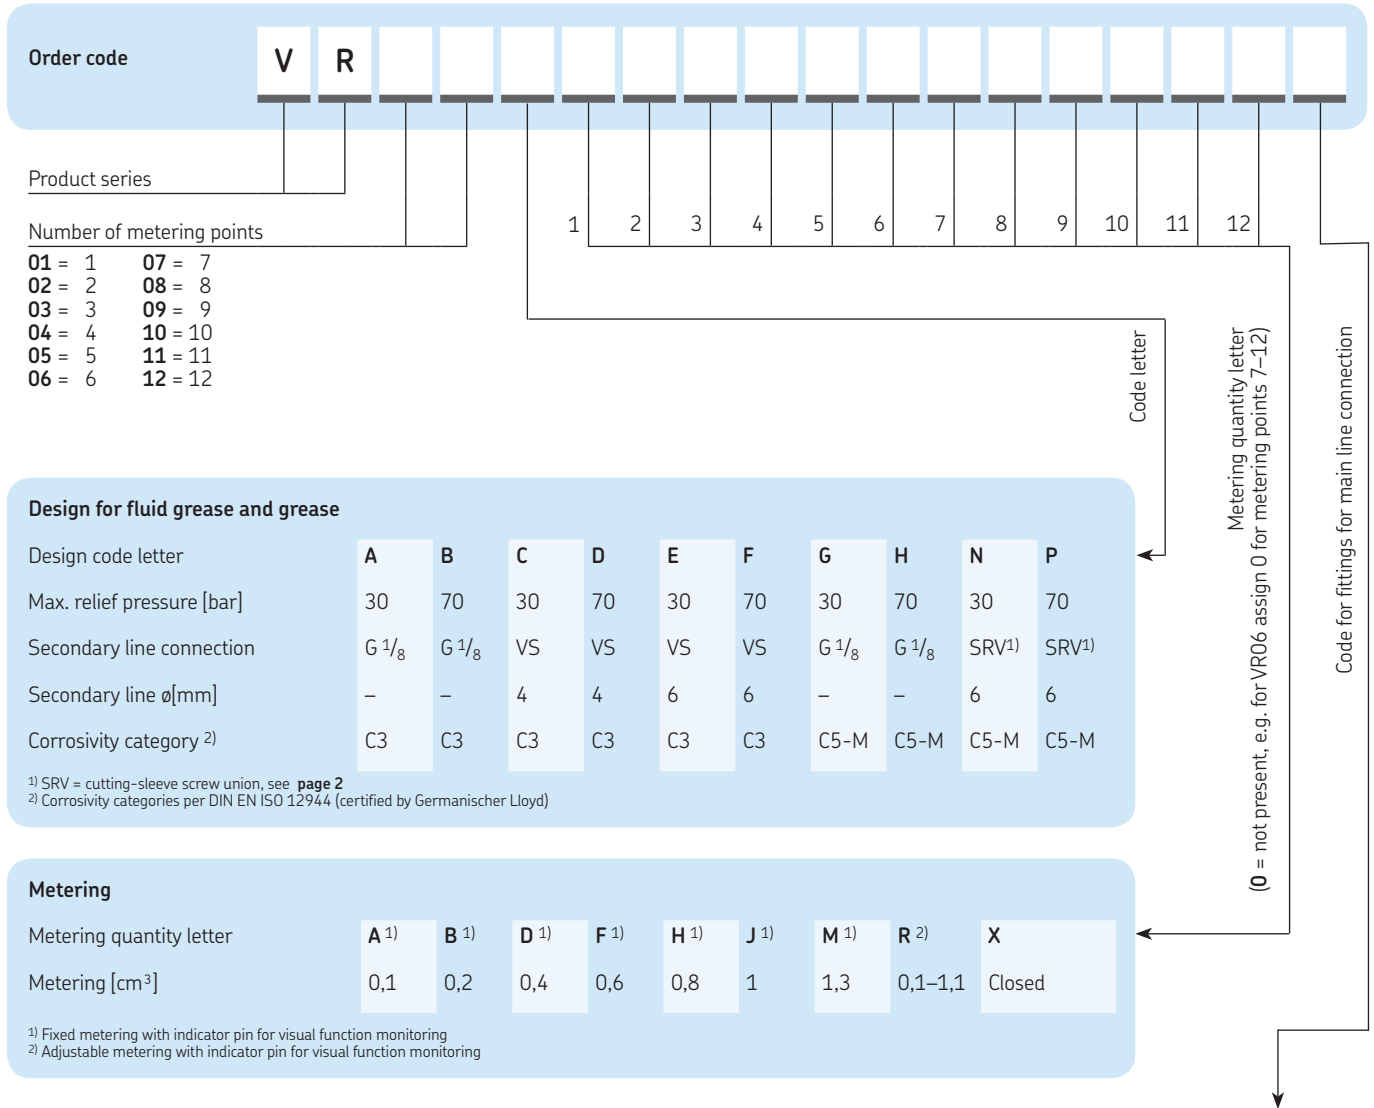 Order code V R
Product series
Number of metering points
1 2 3 4 5 6 7 8 9 10 11 12
01 = 1 07 = 7
02 = 2 08 = 8
03 = 3 09 = 9
04 = 4 10 = 10
05 = 5 11 = 11
06 = 6 12 = 12
Code letter
Metering quantity letter
(0 = not present, e.g. for VR06 assign 0 for metering points 7–12)
Code for fittings for main line connection
Design for fluid grease and grease
Design code letter A B C D E F G H N P
Max. relief pressure [bar] 30 70 30 70 30 70 30 70 30 70
Secondary line connection G 1/8 G 1/8 VS VS VS VS G 1/8 G 1/8 SRV1) SRV1)
Secondary line ø[mm] – – 4 4 6 6 – – 6 6
Corrosivity category 2) C3 C3 C3 C3 C3 C3 C5-M C5-M C5-M C5-M
1) SRV = cutting-sleeve screw union, see page 2
2) Corrosivity categories per DIN EN ISO 12944 (certified by Germanischer Lloyd)
Metering
Metering quantity letter A 1) B 1) D 1) F 1) H 1) J 1) M 1) R 2) X
Metering [cm3] 0,1 0,2 0,4 0,6 0,8 1 1,3 0,1–1,1 Closed
1) Fixed metering with indicator pin for visual function monitoring
2) Adjustable metering with indicator pin for visual function monitoring